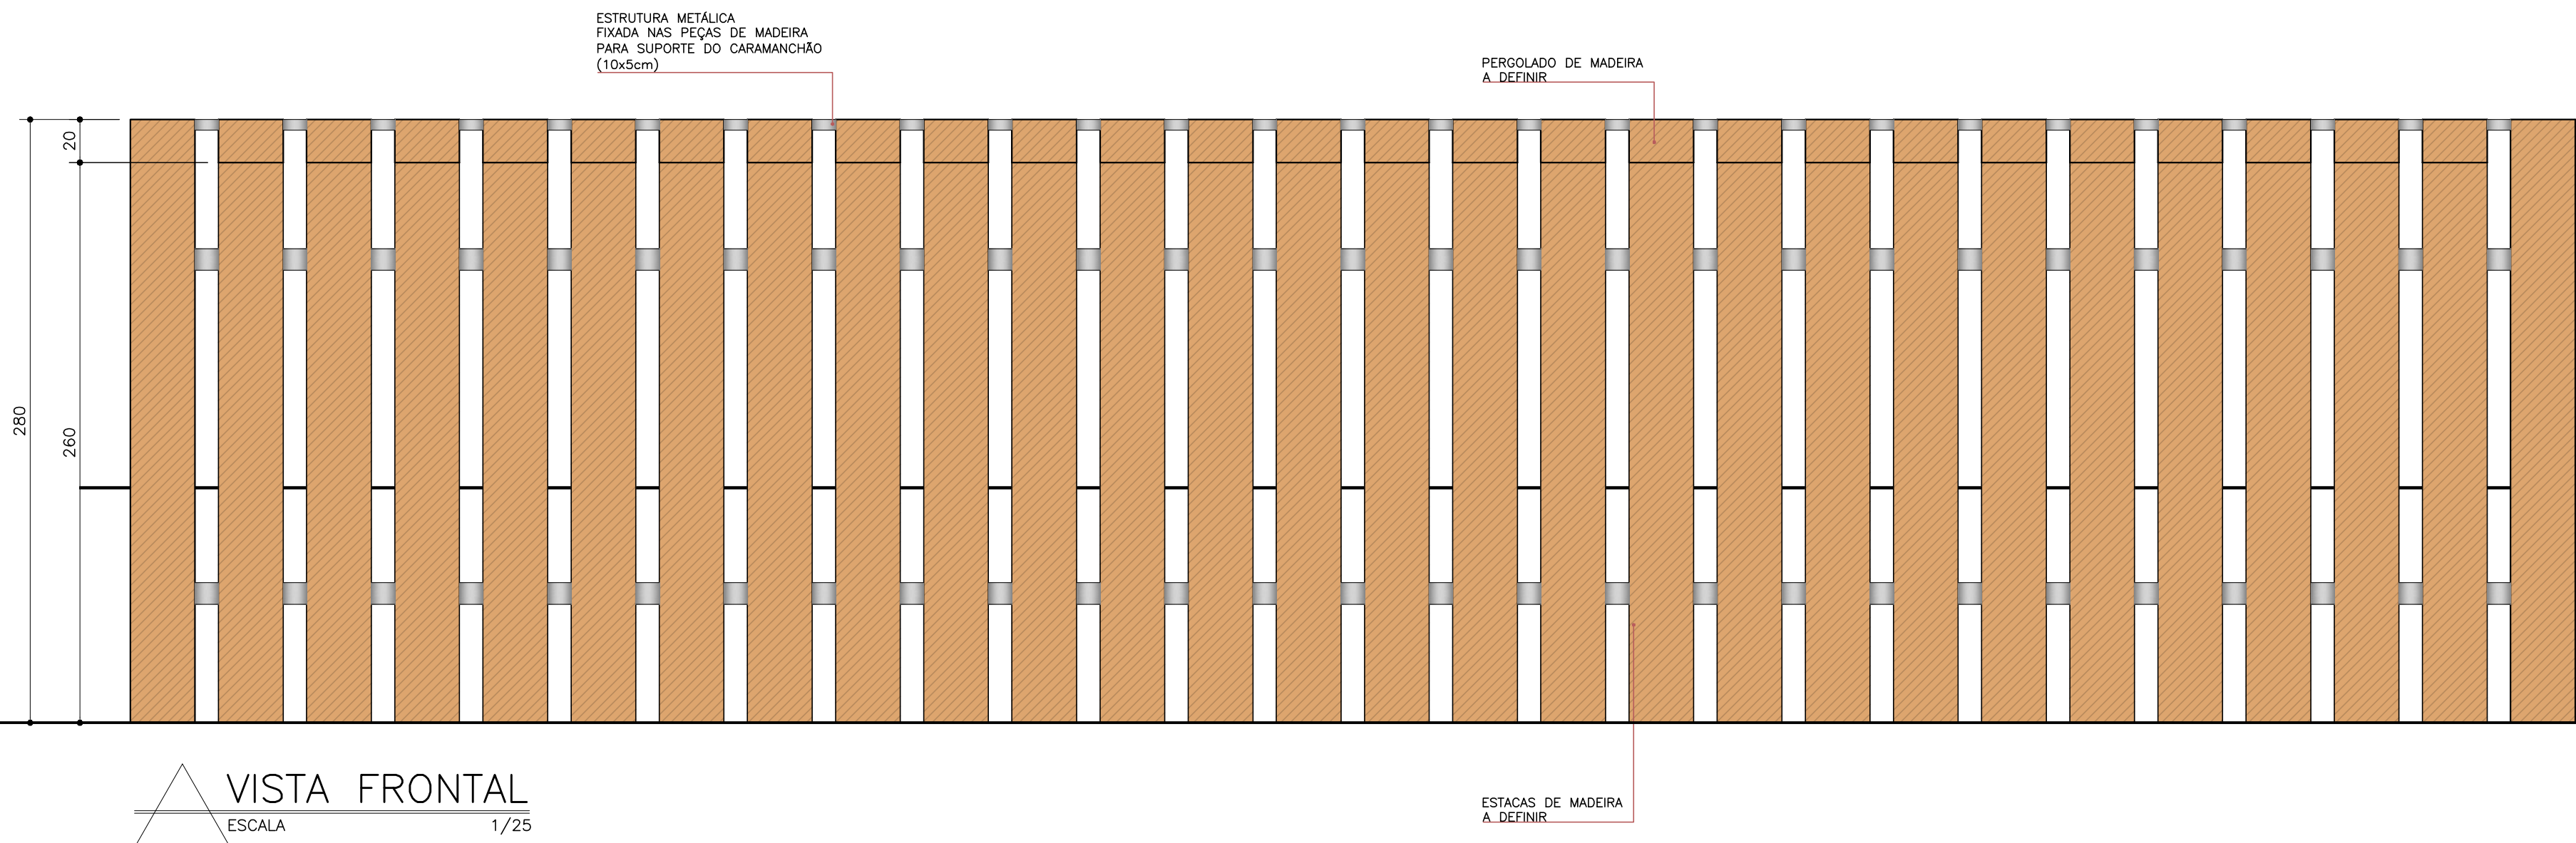 ESTRUTURA METÁLICA
FIXADA NAS PEÇAS DE MADEIRA
PARA SUPORTE DO CARAMANCHÃO
(10x5cm)
PERGOLADO DE MADEIRA
A DEFINIR
20
280
260
VISTA FRONTAL
ESCALA 1/25
ESTACAS DE MADEIRA
A DEFINIR